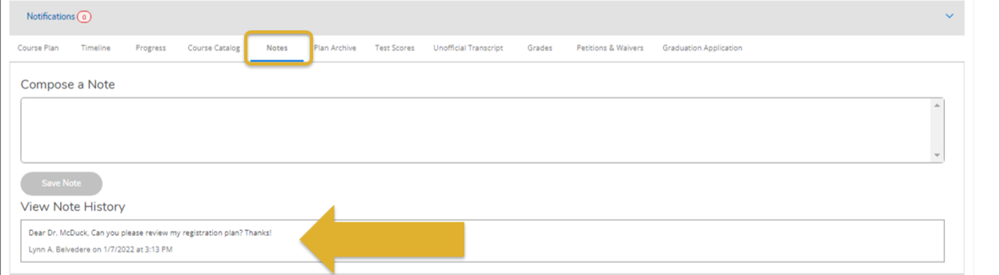 Notifications 0
Course Plan Timeline Progress Course Catalog Notes Plan Archive Test Scores Unofficial Transcript Grades Petitions & Waivers Graduation Application
Compose a Note
Save Note
View Note History
Dear Dr. McDuck, Can you please review my registration plan? Thanks!
Lynn A. Belvedere on 1/7/2022 at 3:13 PM